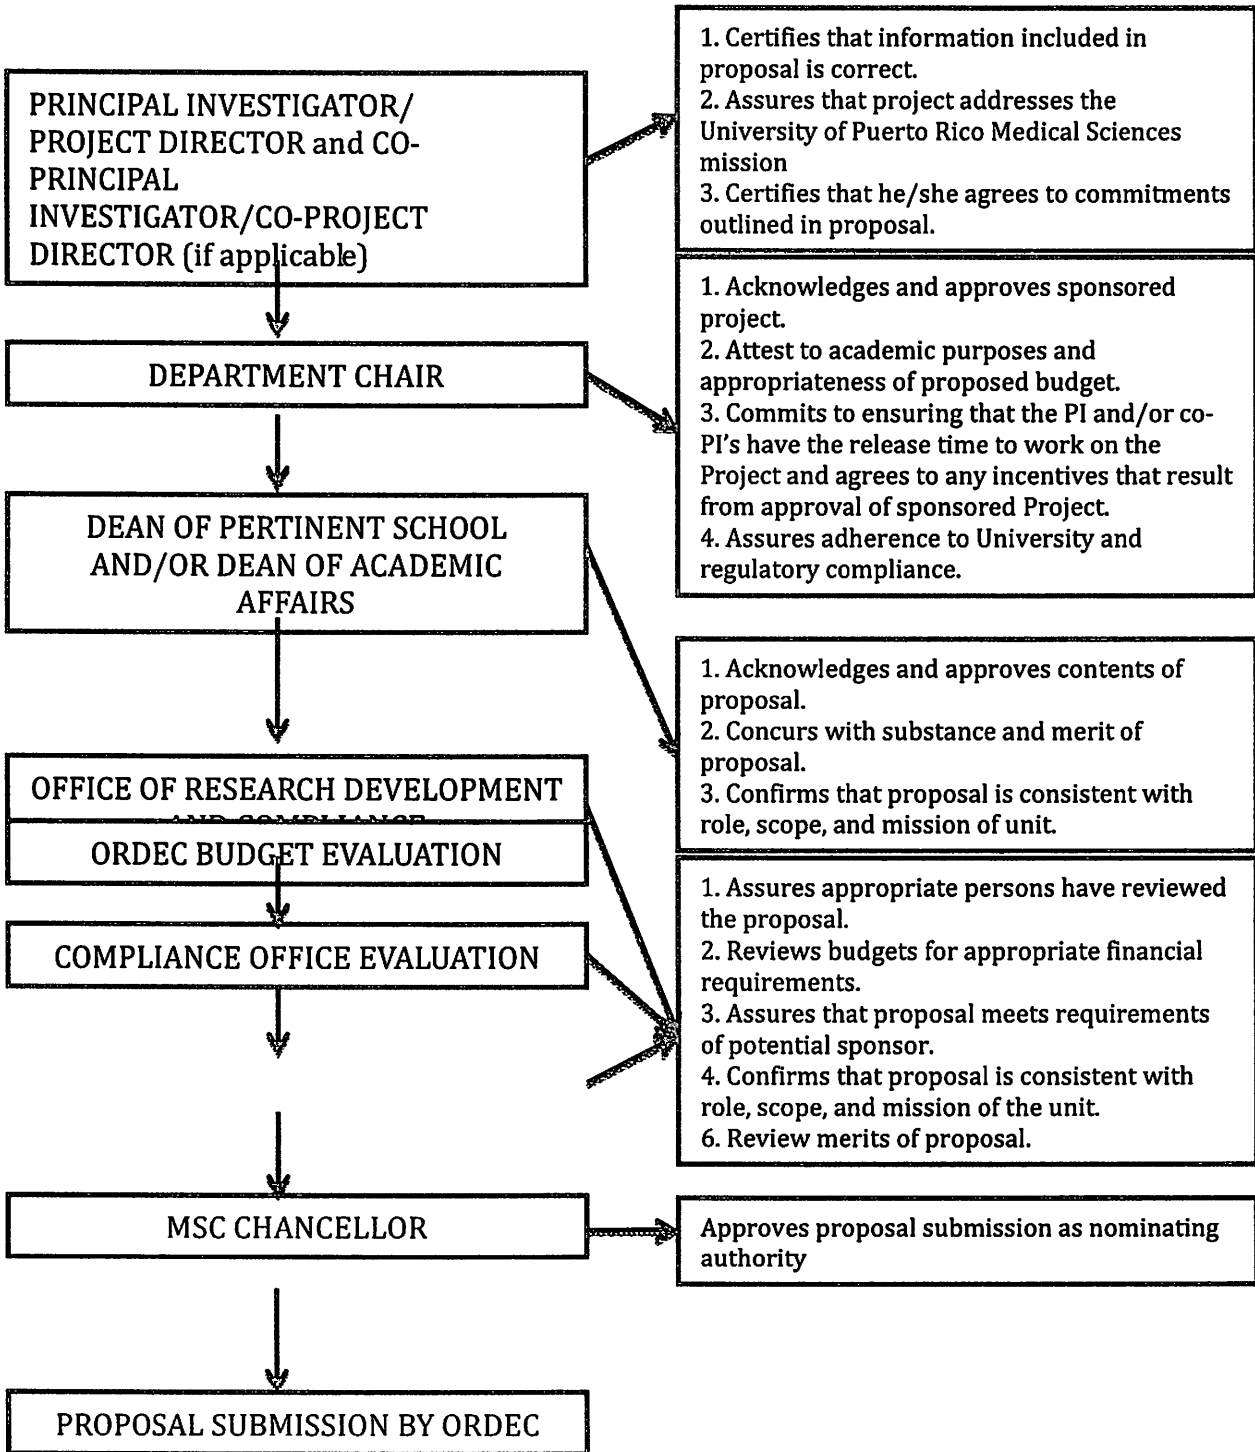 PRINCIPAL INVESTIGATOR/
PROJECT DIRECTOR and CO-
PRINCIPAL
INVESTIGATOR/CO-PROJECT
DIRECTOR (if applicable)
1. Certifies that information included in
proposal is correct.
2. Assures that project addresses the
University of Puerto Rico Medical Sciences
mission
3. Certifies that he/she agrees to commitments
outlined in proposal.
DEPARTMENT CHAIR
1. Acknowledges and approves sponsored
project.
2. Attest to academic purposes and
appropriateness of proposed budget.
3. Commits to ensuring that the PI and/or co-
PI's have the release time to work on the
Project and agrees to any incentives that result
from approval of sponsored Project.
4. Assures adherence to University and
regulatory compliance.
DEAN OF PERTINENT SCHOOL
AND/OR DEAN OF ACADEMIC
AFFAIRS
1. Acknowledges and approves contents of
proposal.
2. Concurs with substance and merit of
proposal.
3. Confirms that proposal is consistent with
role, scope, and mission of unit.
OFFICE OF RESEARCH DEVELOPMENT
AND COMPLIANCE
ORDEC BUDGET EVALUATION
COMPLIANCE OFFICE EVALUATION
1. Assures appropriate persons have reviewed
the proposal.
2. Reviews budgets for appropriate financial
requirements.
3. Assures that proposal meets requirements
of potential sponsor.
4. Confirms that proposal is consistent with
role, scope, and mission of the unit.
6. Review merits of proposal.
MSC CHANCELLOR
Approves proposal submission as nominating
authority
PROPOSAL SUBMISSION BY ORDEC